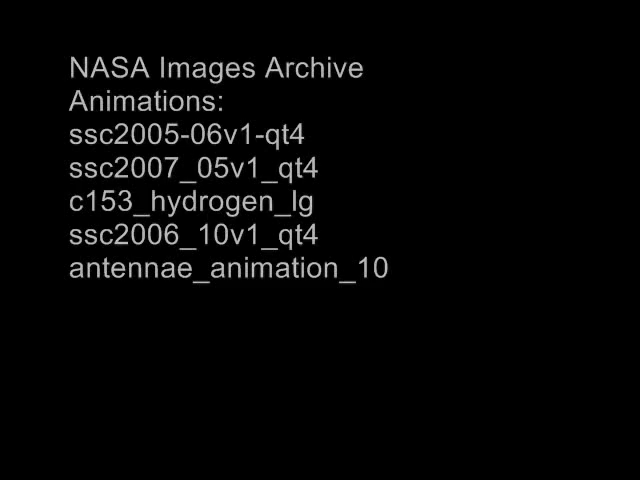 NASA Images Archive
Animations:
ssc2005-06v1-qt4
ssc2007_05v1_qt4
c153_hydrogen_lg
ssc2006_10v1_qt4
antennae_animation_10